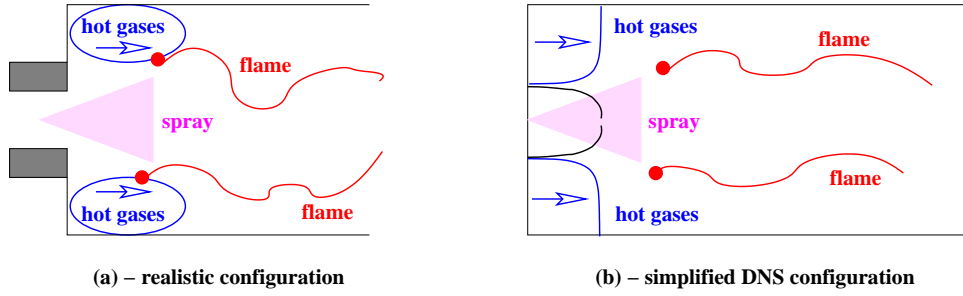 hot gases
flame
spray
flame
hot gases
(a) – realistic configuration
hot gases
flame
spray
flame
hot gases
(b) – simplified DNS configuration